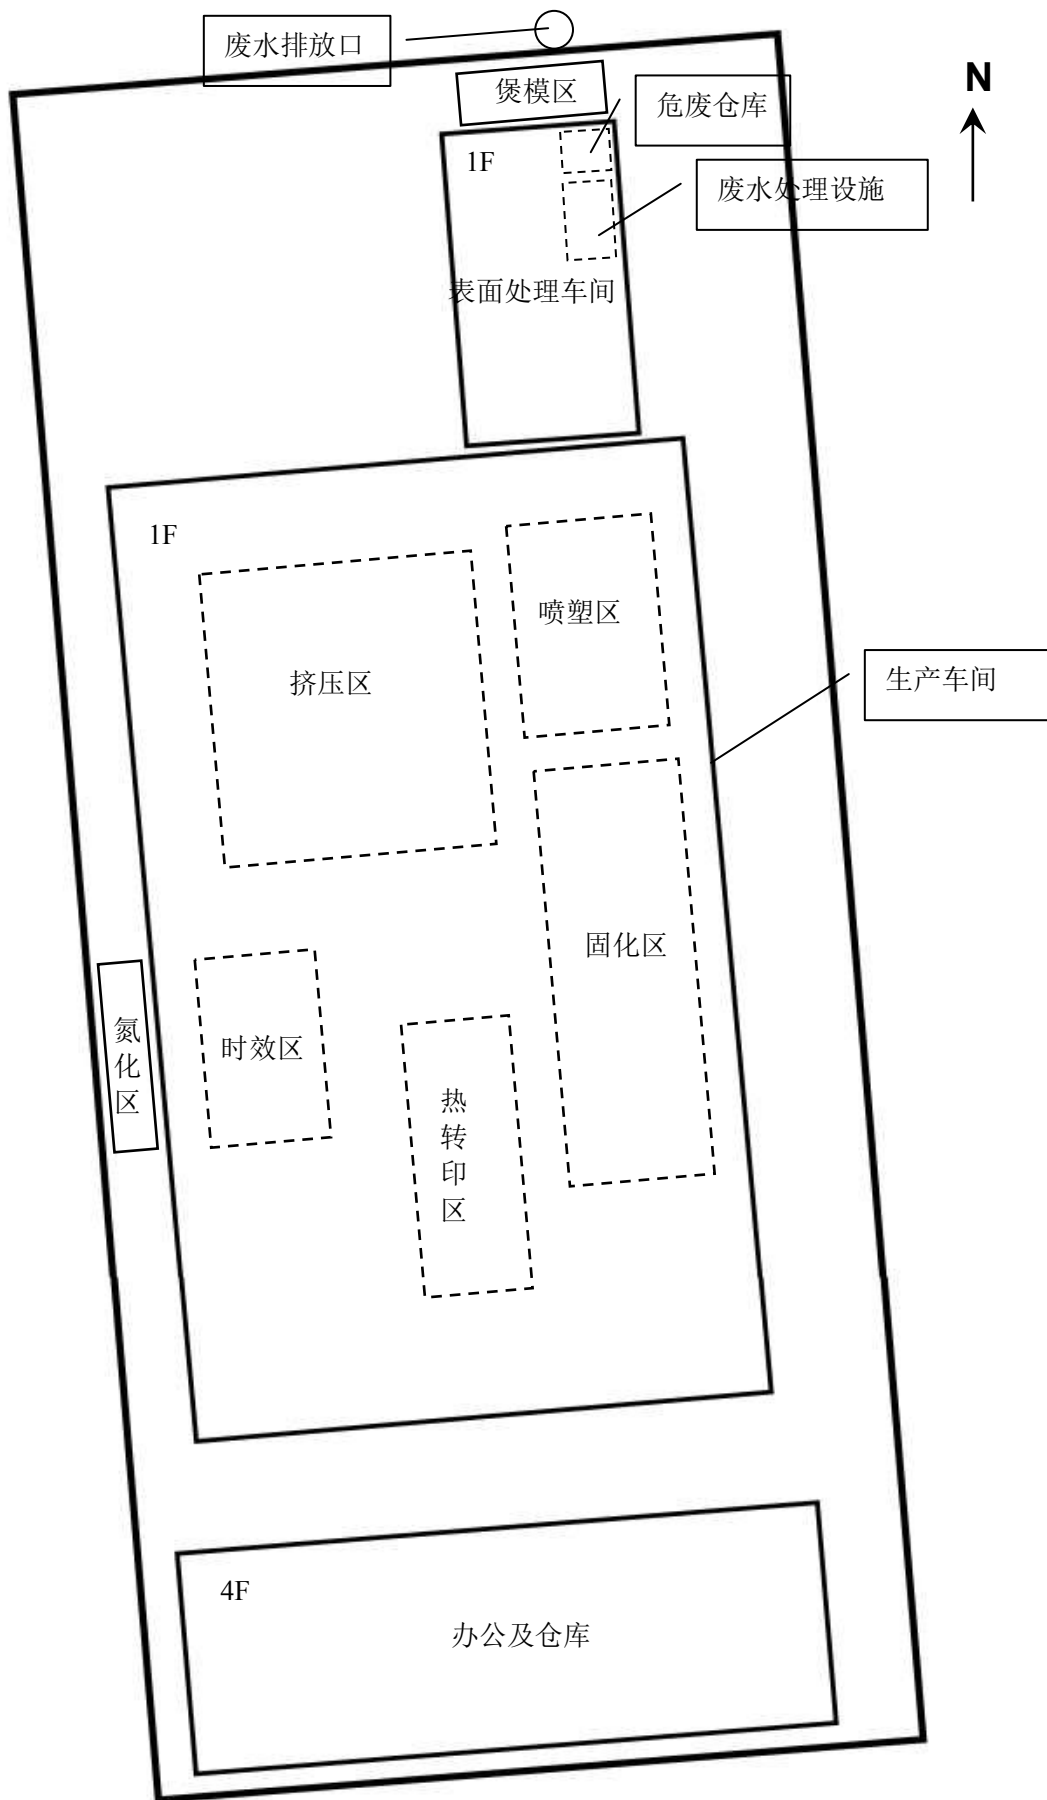 废水排放口
煲模区
N
危废仓库
1F
废水处理设施
表面处理车间
1F
喷塑区
挤压区
生产车间
固化区
氮化区
时效区
热转印区
4F
办公及仓库